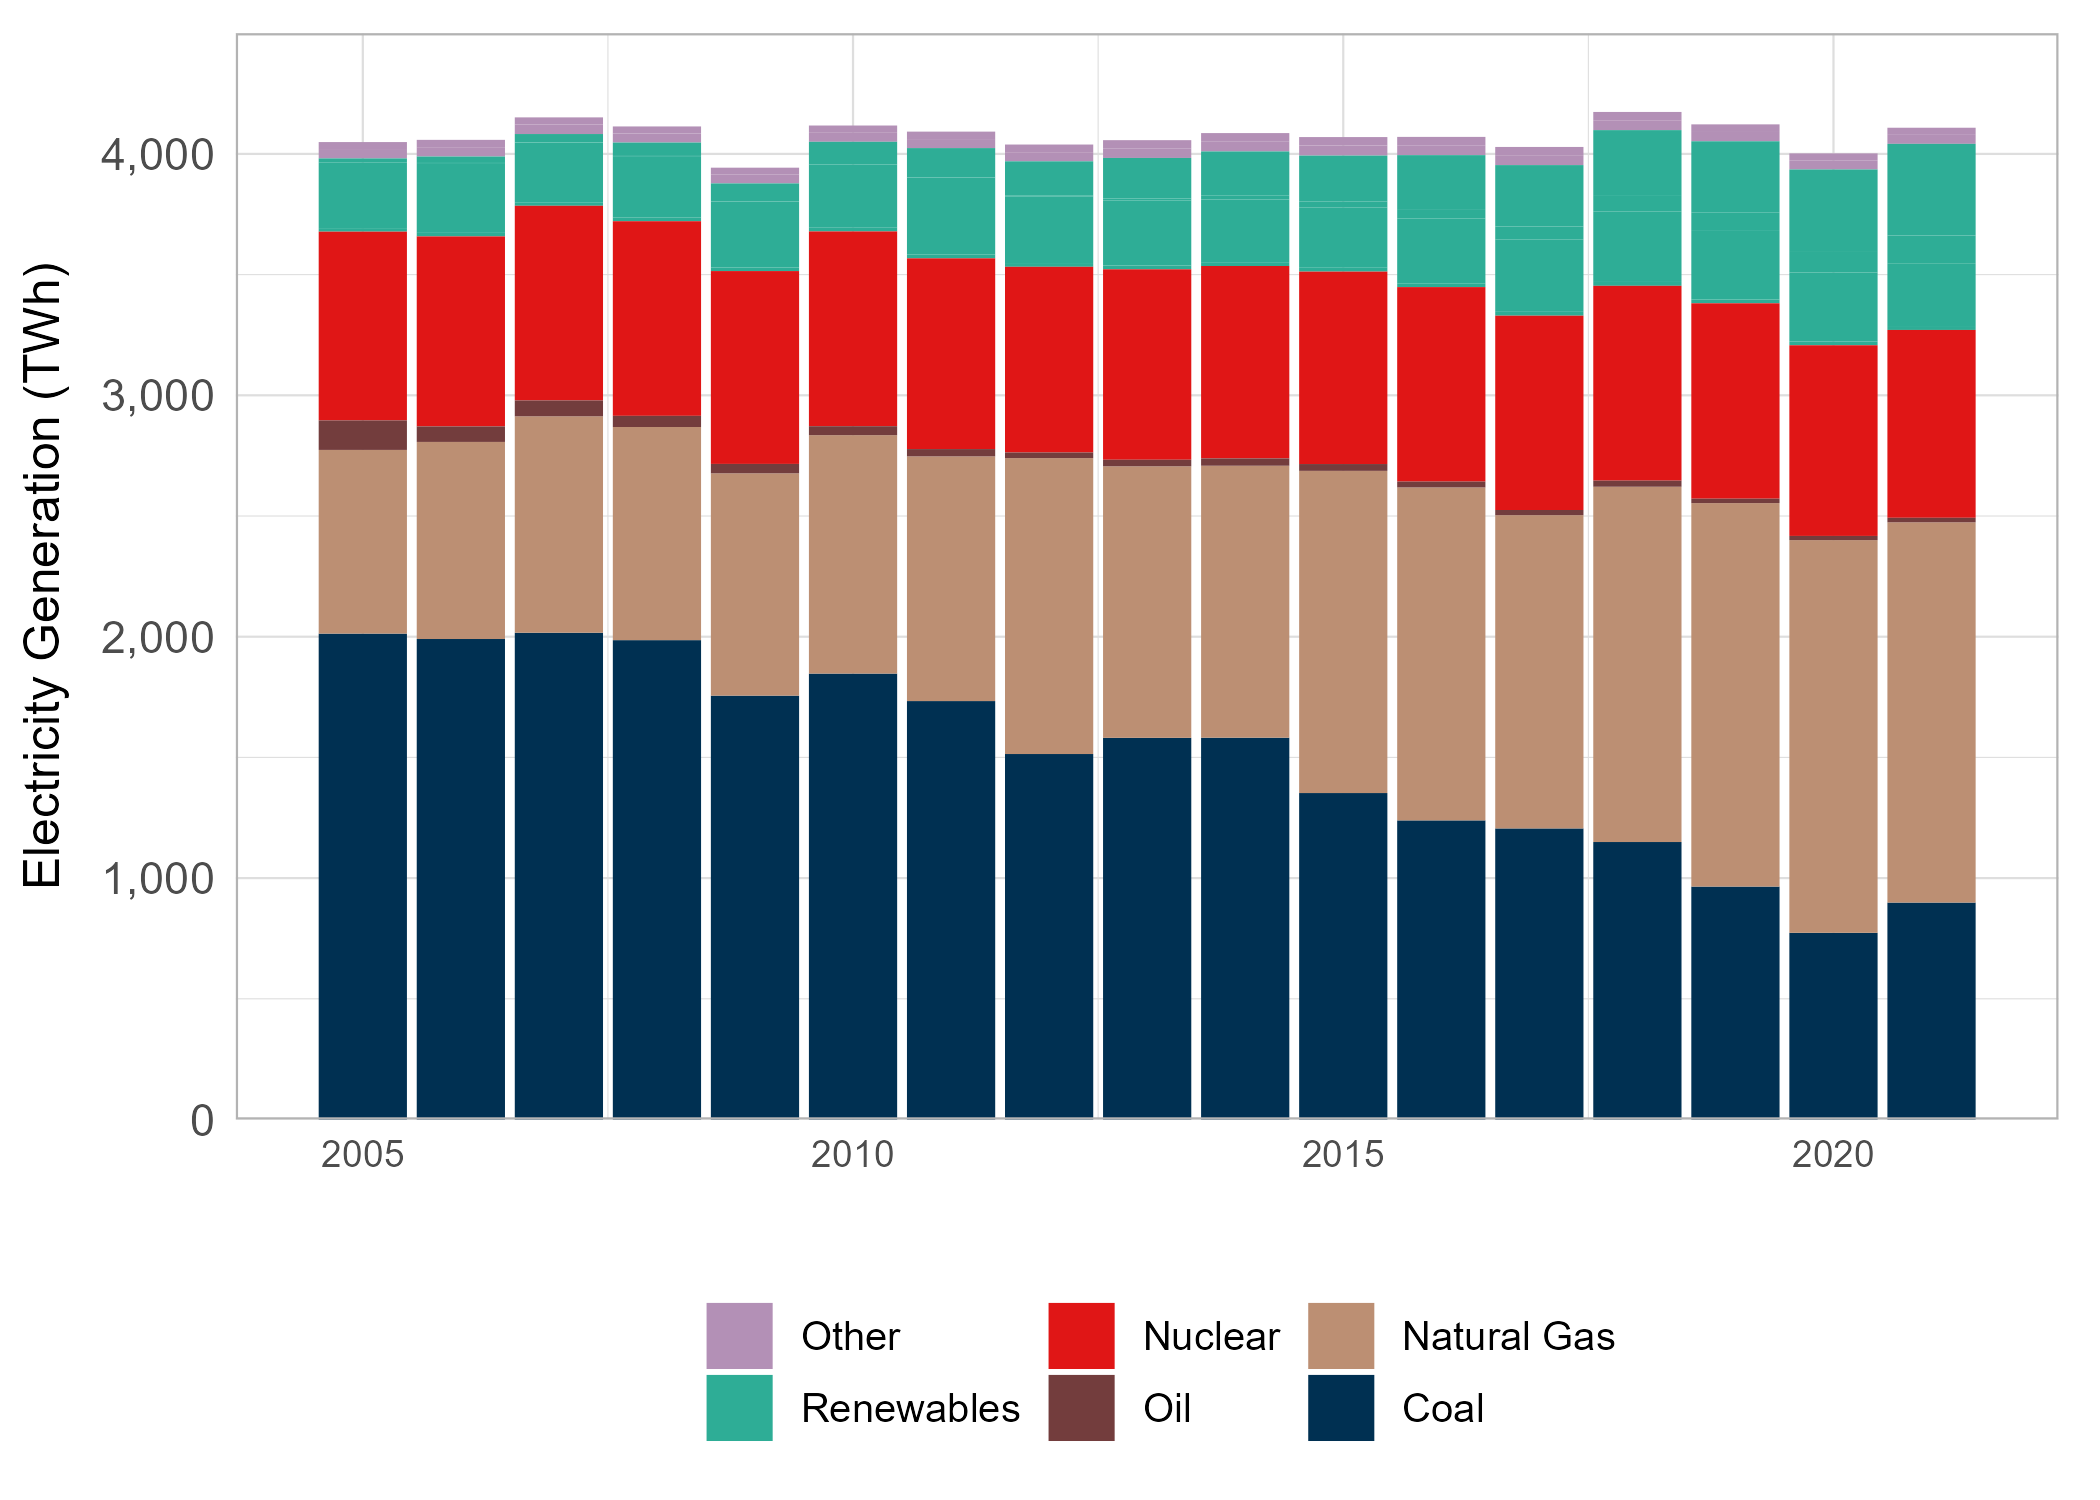 Electricity Generation (TWh)
4,000
3,000
2,000
1,000
0
2005 2010 2015 2020
Other Nuclear Natural Gas
Renewables Oil Coal